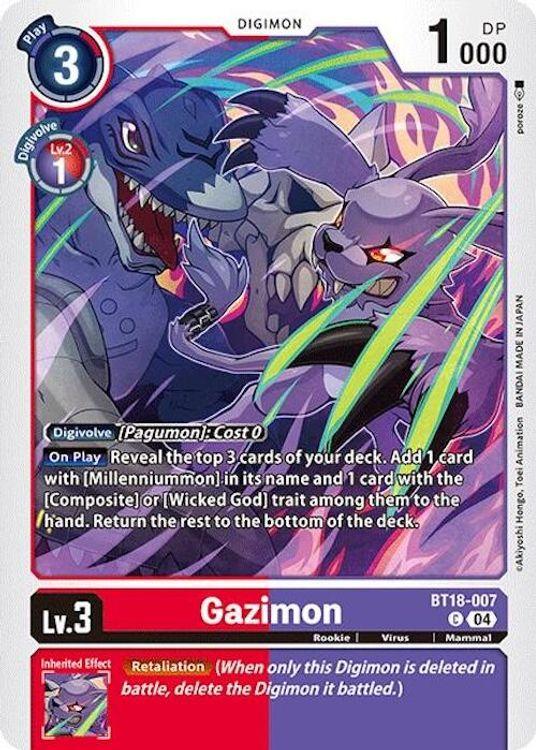 DIGIMON
Play
3
1000
DP
Digivolve
Lv.2
1
poroze
Digivolve [Pagumon]: Cost 0
On Play Reveal the top 3 cards of your deck. Add 1 card
with [Millenniummon] in its name and 1 card with the
[Composite] or [Wicked God] trait among them to the
hand. Return the rest to the bottom of the deck.
©Akiyoshi Hongo, Toei Animation BANDAI MADE IN JAPAN
Lv.3
Gazimon
BT18-007
C 04
Rookie | Virus | Mammal
Inherited Effect
Retaliation (When only this Digimon is deleted in
battle, delete the Digimon it battled.)